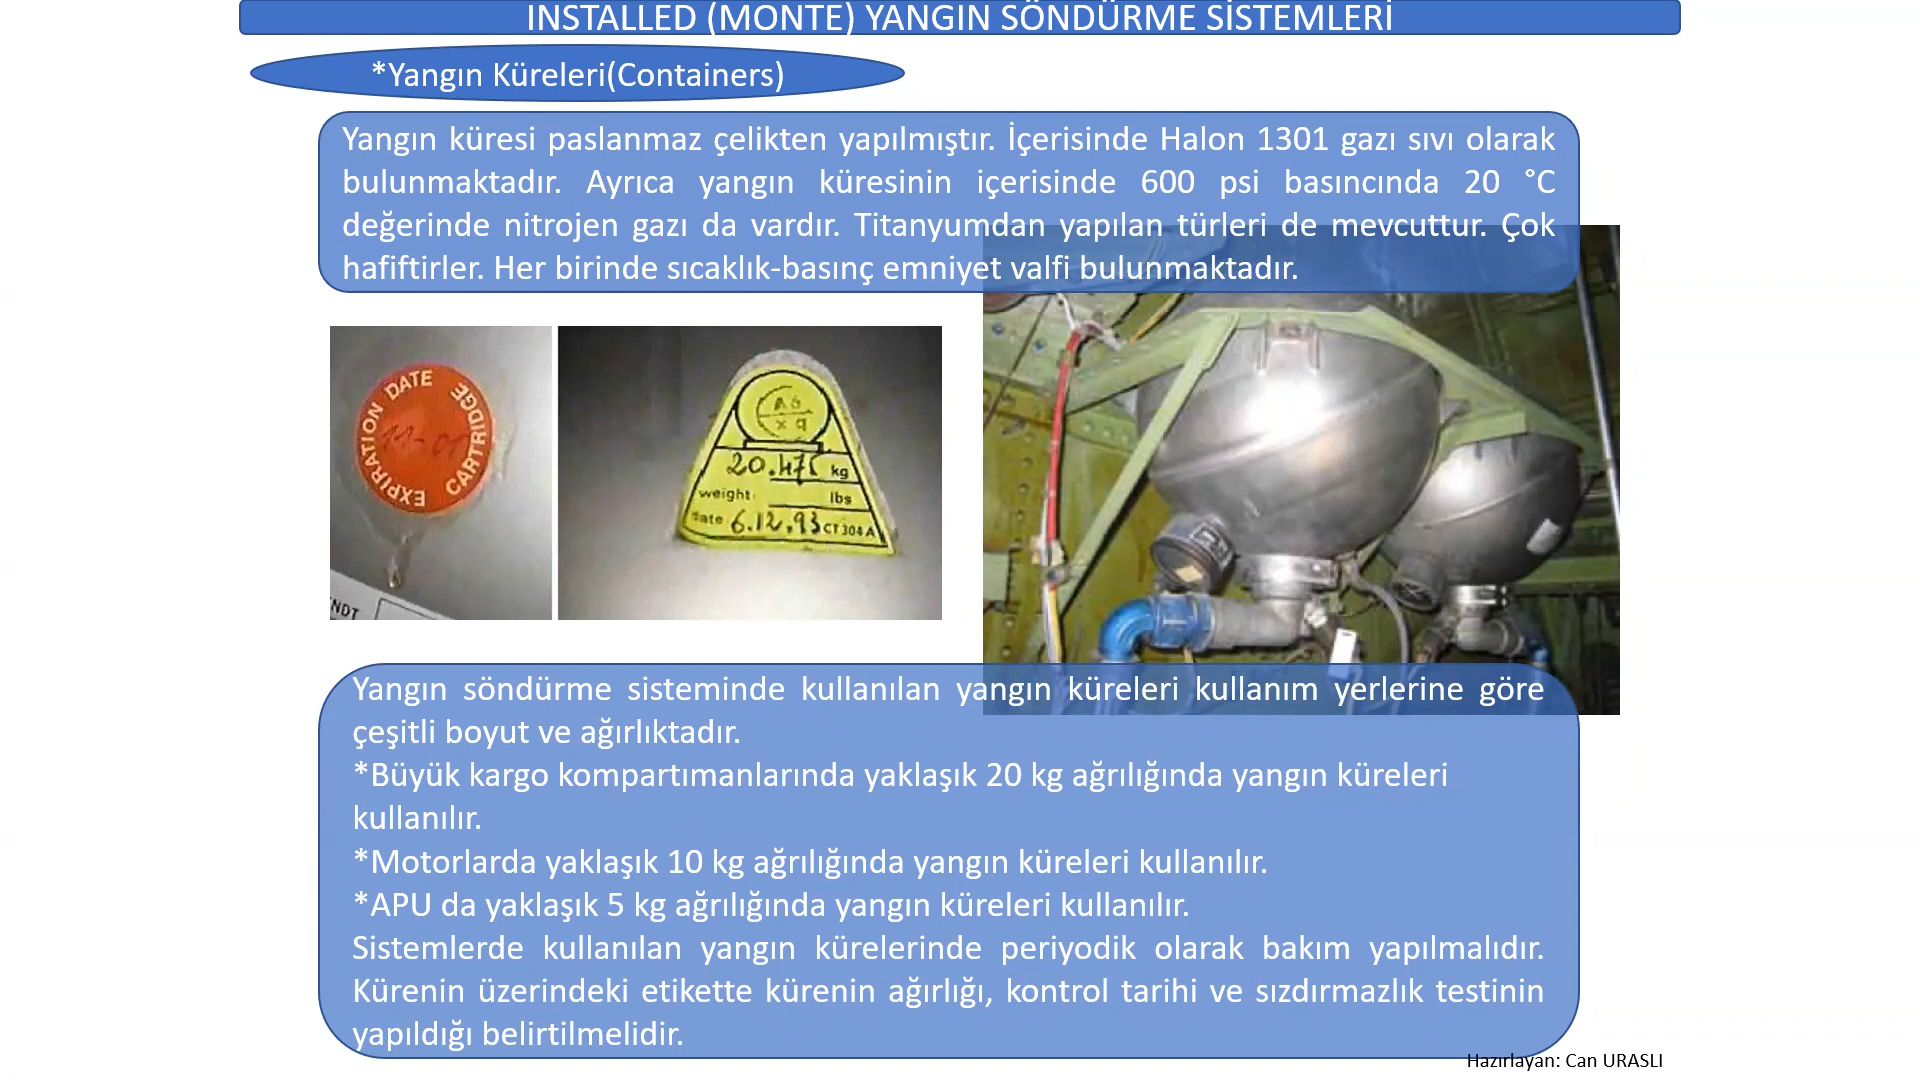 INSTALLED (MONTE) YANGIN SÖNDÜRME SİSTEMLERİ
*Yangın Küreleri(Containers)
Yangın küresi paslanmaz çelikten yapılmıştır. İçerisinde Halon 1301 gazı sıvı olarak
bulunmaktadır. Ayrıca yangın küresinin içerisinde 600 psi basıncında 20 °C
değerinde nitrojen gazı da vardır. Titanyumdan yapılan türleri de mevcuttur. Çok
hafiftirler. Her birinde sıcaklık-basınç emniyet valfi bulunmaktadır.
EXPIRATION DATE
CARTRIDGE
NDT
20.475 kg
weight lbs
date 6.12.93 CT304A
Yangın söndürme sisteminde kullanılan yangın küreleri kullanım yerlerine göre
çeşitli boyut ve ağırlıktadır.
*Büyük kargo kompartımanlarında yaklaşık 20 kg ağrılığında yangın küreleri
kullanılır.
*Motorlarda yaklaşık 10 kg ağrılığında yangın küreleri kullanılır.
*APU da yaklaşık 5 kg ağrılığında yangın küreleri kullanılır.
Sistemlerde kullanılan yangın kürelerinde periyodik olarak bakım yapılmalıdır.
Kürenin üzerindeki etikette kürenin ağırlığı, kontrol tarihi ve sızdırmazlık testinin
yapıldığı belirtilmelidir.
Hazırlayan: Can URASLI